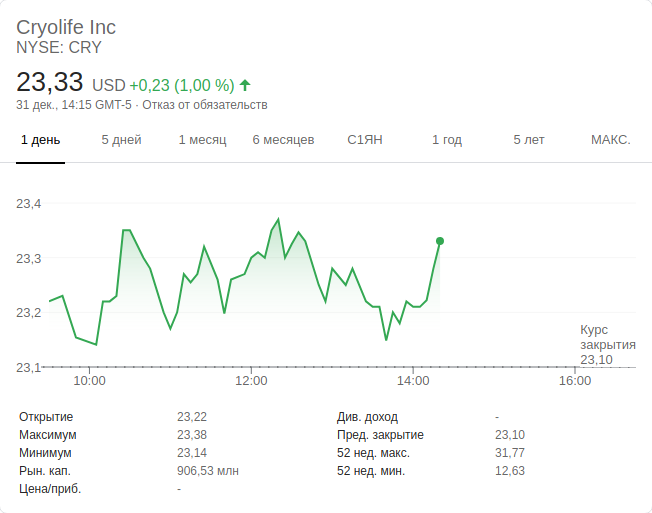 Cryolife Inc
NYSE: CRY
23,33 USD +0,23 (1,00 %)
31 дек., 14:15 GMT-5 · Отказ от обязательств
1 день 5 дней 1 месяц 6 месяцев С1ЯН 1 год 5 лет МАКС.
23,4
23,3
23,2
23,1
Курс
закрытия
23,10
10:00 12:00 14:00 16:00
Открытие 23,22 Див. доход -
Максимум 23,38 Пред. закрытие 23,10
Минимум 23,14 52 нед. макс. 31,77
Рын. кап. 906,53 млн 52 нед. мин. 12,63
Цена/приб. -